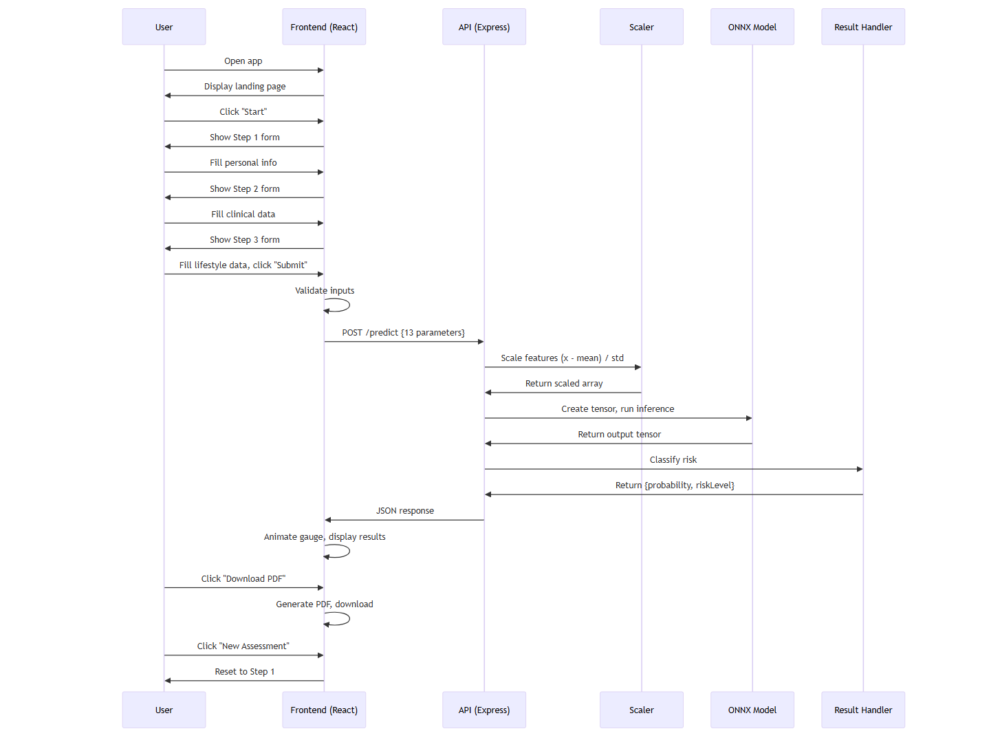 User
Frontend (React)
API (Express)
Scaler
ONNX Model
Result Handler
Open app
Display landing page
Click "Start"
Show Step 1 form
Fill personal info
Show Step 2 form
Fill clinical data
Show Step 3 form
Fill lifestyle data, click "Submit"
Validate inputs
POST /predict {13 parameters}
Scale features (x - mean) / std
Return scaled array
Create tensor, run inference
Return output tensor
Classify risk
Return {probability, riskLevel}
JSON response
Animate gauge, display results
Click "Download PDF"
Generate PDF, download
Click "New Assessment"
Reset to Step 1
User
Frontend (React)
API (Express)
Scaler
ONNX Model
Result Handler